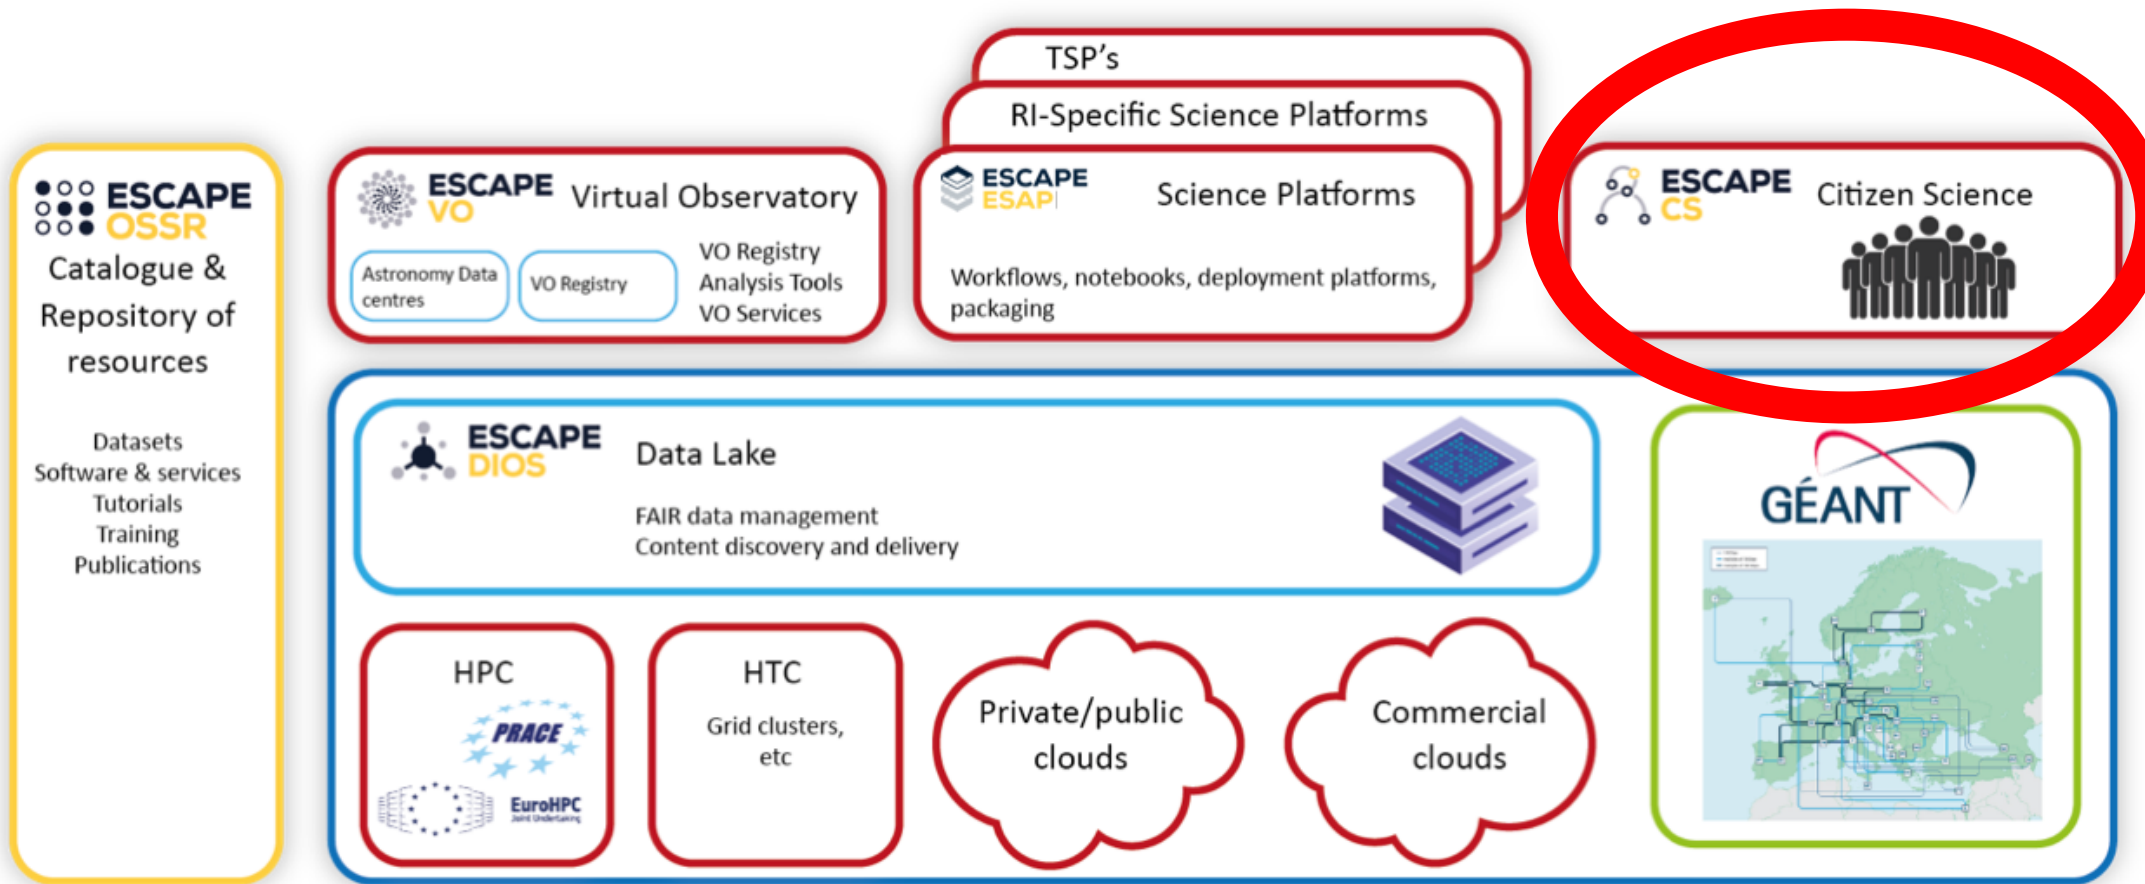 ESCAPE
OSSR
Catalogue &
Repository of
resources
Datasets
Software & services
Tutorials
Training
Publications
ESCAPE
VO
Virtual Observatory
Astronomy Data
centres
VO Registry
VO Registry
Analysis Tools
VO Services
TSP's
RI-Specific Science Platforms
ESCAPE
ESAP
Science Platforms
Workflows, notebooks, deployment platforms,
packaging
ESCAPE
CS
Citizen Science
ESCAPE
DIOS
Data Lake
FAIR data management
Content discovery and delivery
HPC
PRACE
EuroHPC
Joint Undertaking
HTC
Grid clusters,
etc
Private/public
clouds
Commercial
clouds
GÉANT